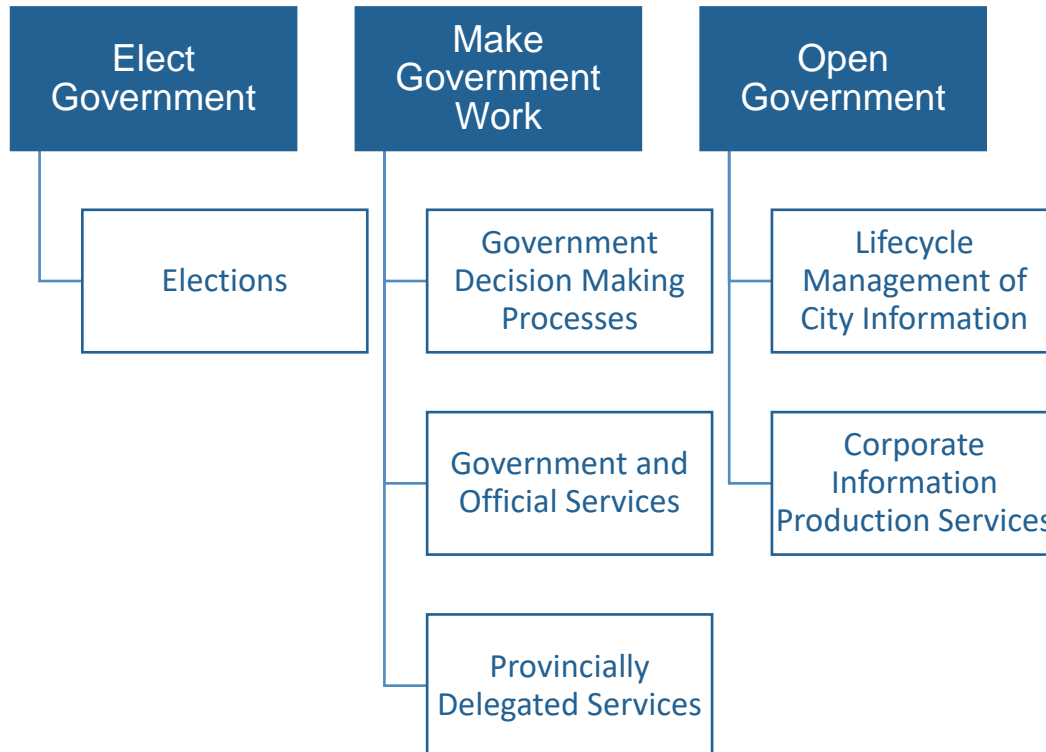 Elect
Government
Elections
Make
Government
Work
Government
Decision Making
Processes
Government and
Official Services
Provincially
Delegated Services
Open
Government
Lifecycle
Management of
City Information
Corporate
Information
Production Services